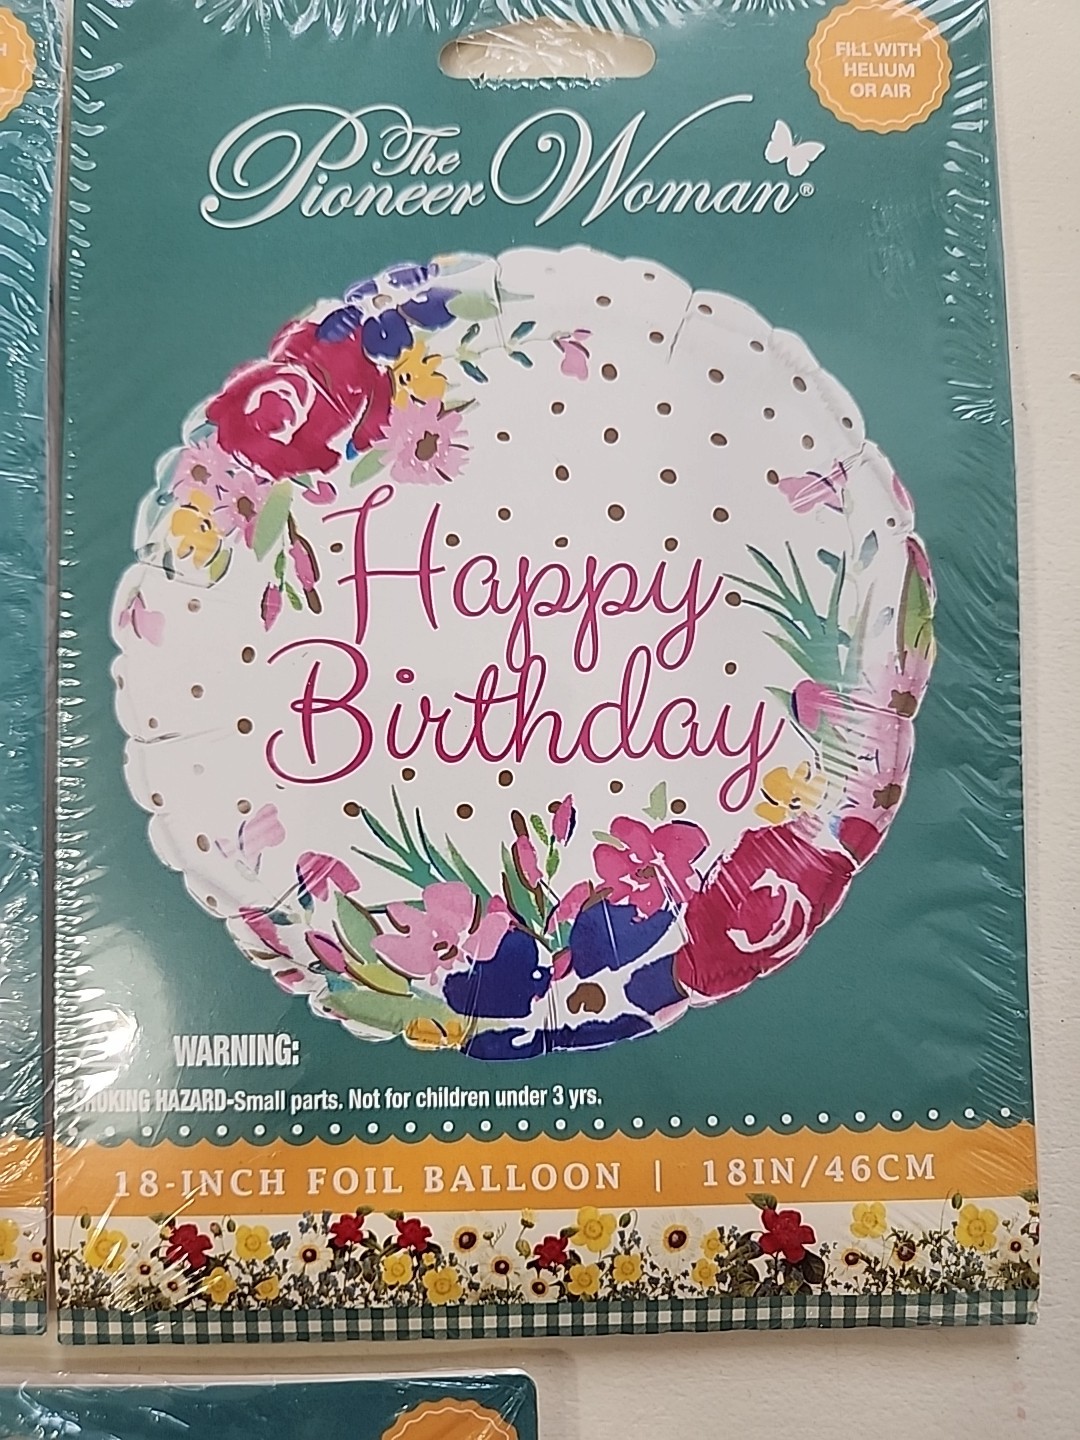 FILL WITH
HELIUM
OR AIR
The
Pioneer Woman®
Happy
Birthday
WARNING:
CHOKING HAZARD-Small parts. Not for children under 3 yrs.
18-INCH FOIL BALLOON | 18IN/46CM